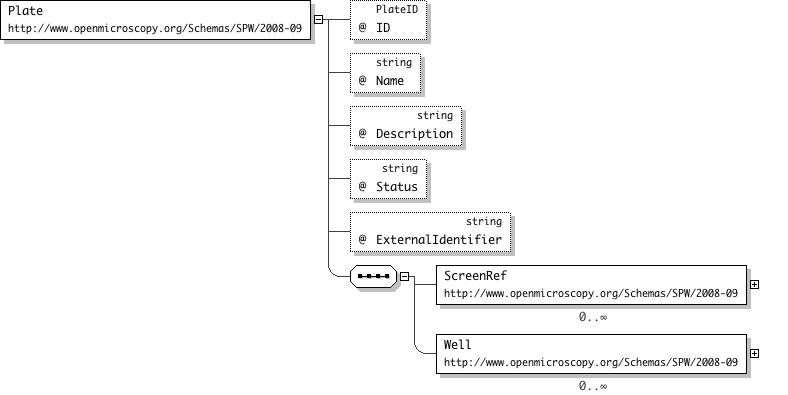 Plate
http://www.openmicroscopy.org/Schemas/SPW/2008-09
PlateID
@ ID
string
@ Name
string
@ Description
string
@ Status
string
@ ExternalIdentifier
ScreenRef
http://www.openmicroscopy.org/Schemas/SPW/2008-09
0..∞
Well
http://www.openmicroscopy.org/Schemas/SPW/2008-09
0..∞